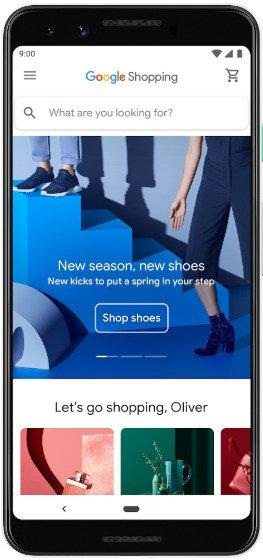 9:00
Google Shopping
What are you looking for?
New season, new shoes
New kicks to put a spring in your step
Shop shoes
Let's go shopping, Oliver